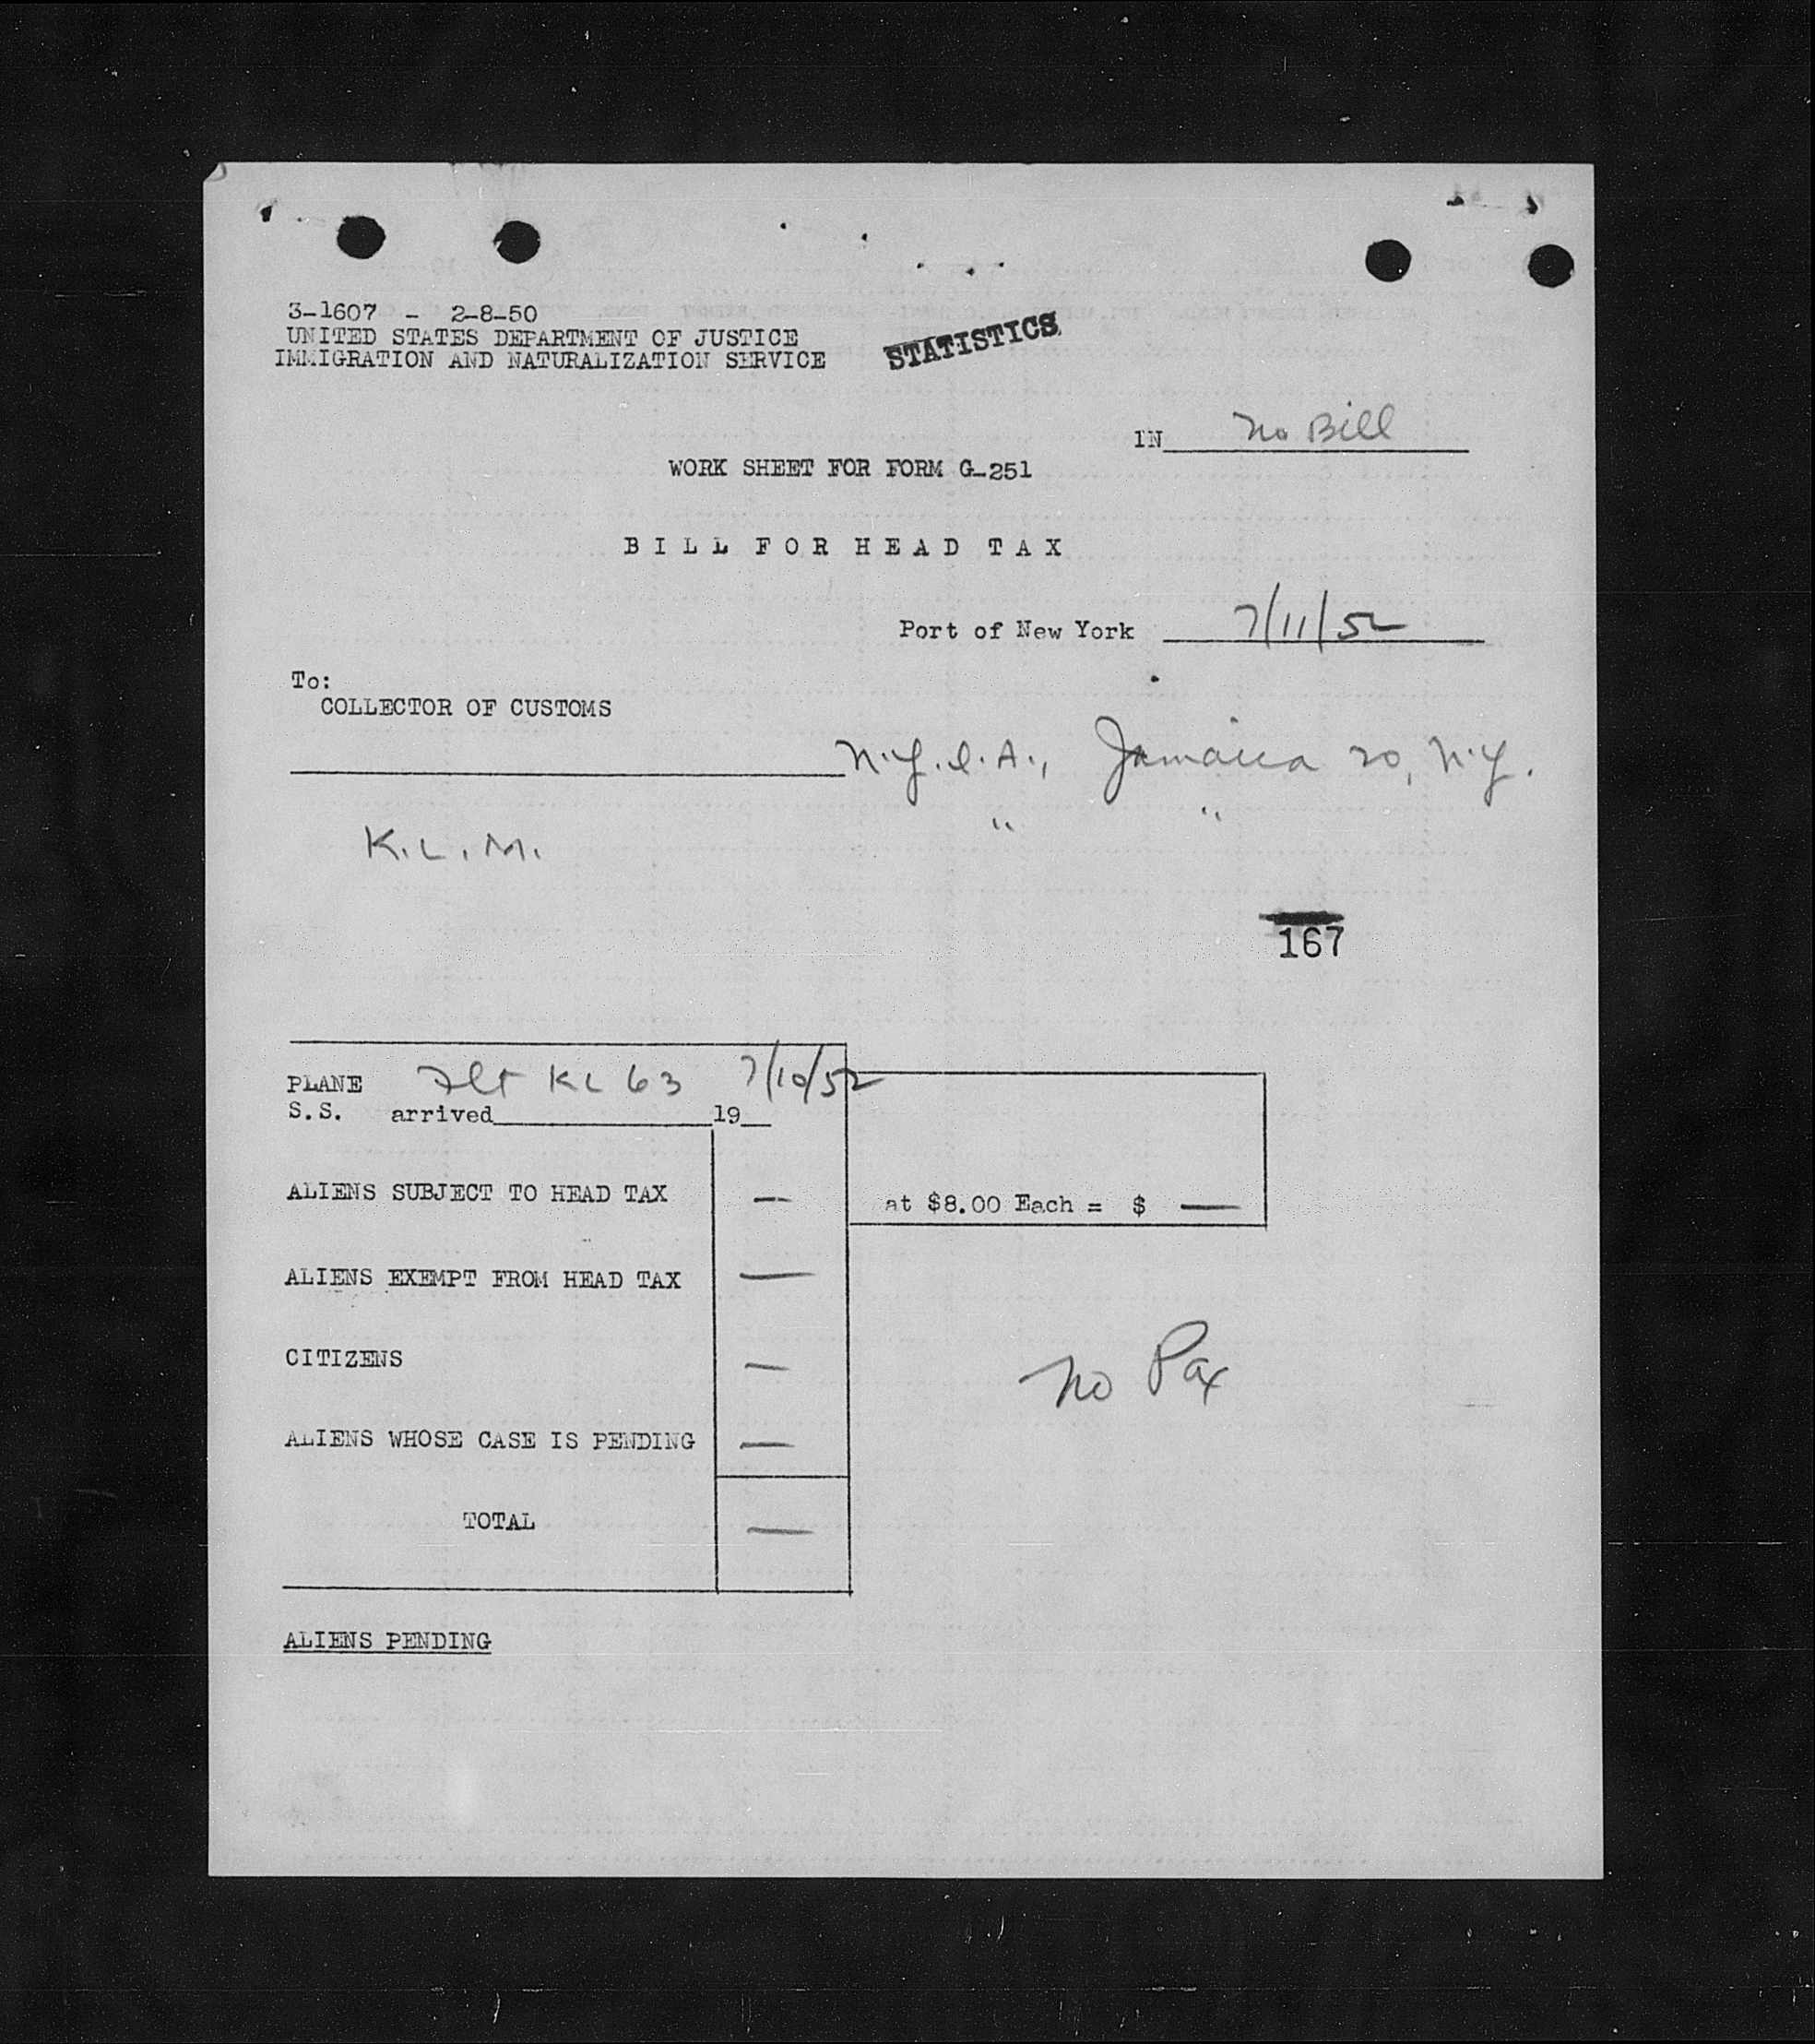 3-1607 - 2-8-50
UNITED STATES DEPARTMENT OF JUSTICE
IMMIGRATION AND NATURALIZATION SERVICE
STATISTICS
IN No Bill
WORK SHEET FOR FORM G-251
BILL FOR HEAD TAX
Port of New York 7/11/52
To:
COLLECTOR OF CUSTOMS
N.Y.I.A., Jamaica 20, N.Y.
" "
K.L.M.
167
PLANE Flt KL 63 7/10/52
S.S. arrived 19
ALIENS SUBJECT TO HEAD TAX —
at $8.00 Each = $ —
ALIENS EXEMPT FROM HEAD TAX —
CITIZENS —
No Pax
ALIENS WHOSE CASE IS PENDING —
TOTAL —
ALIENS PENDING